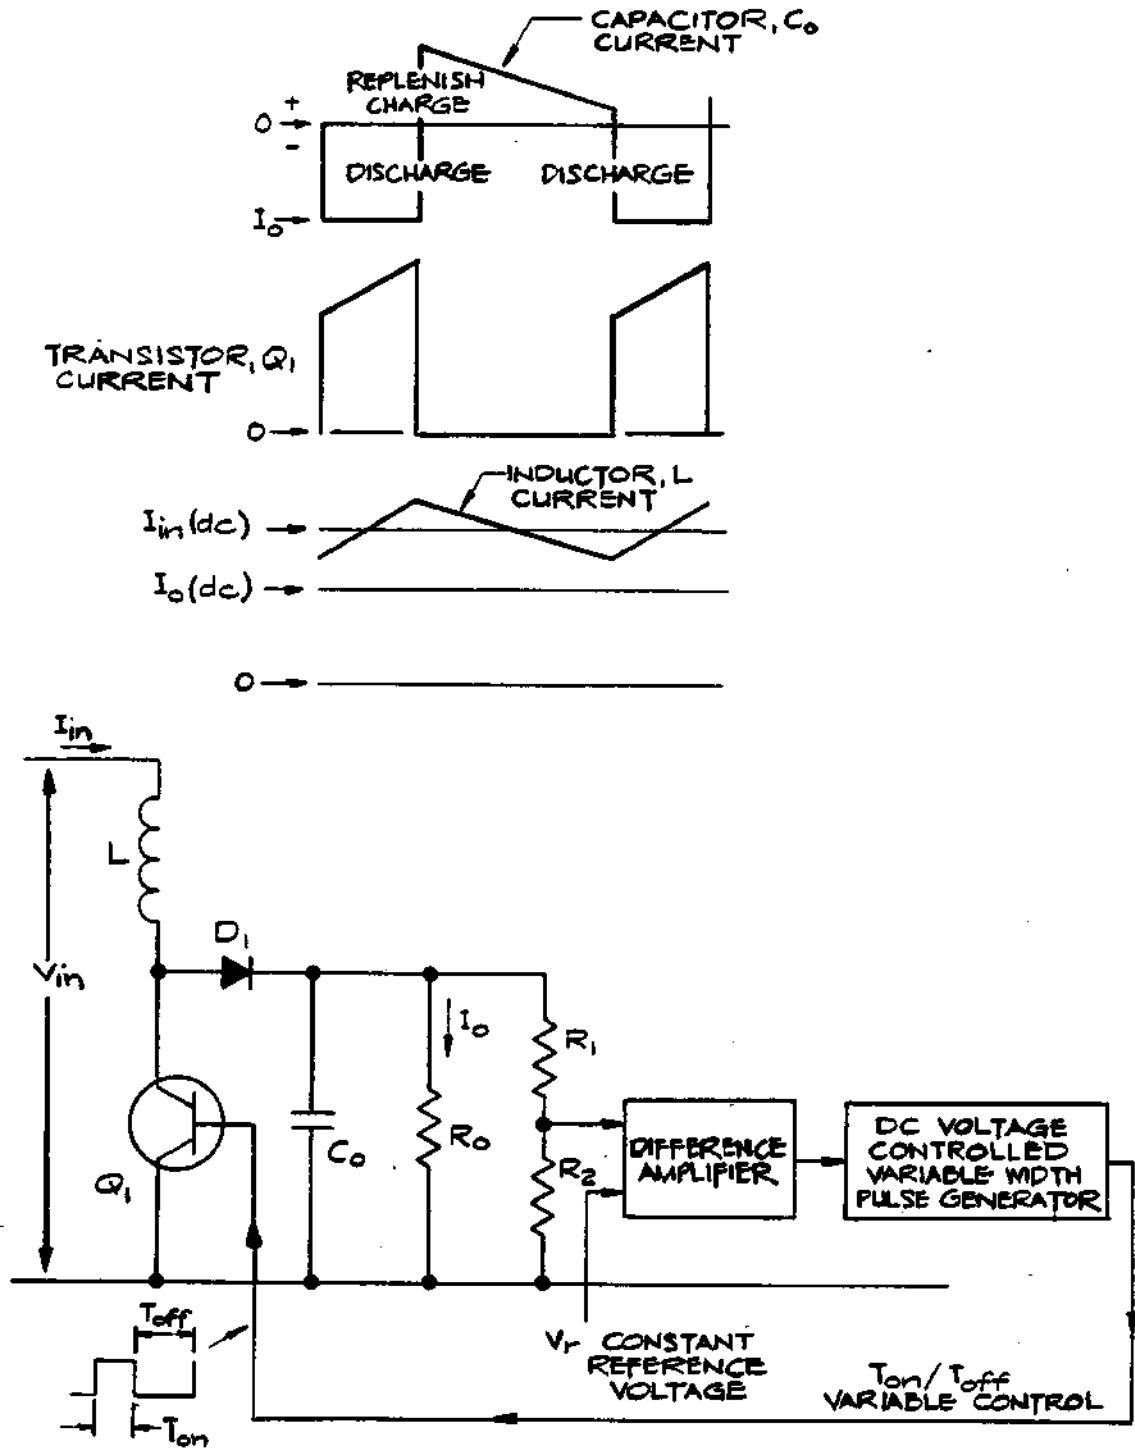 CAPACITOR, Co
CURRENT
REPLENISH
CHARGE
+
0
-
DISCHARGE DISCHARGE
Io
TRANSISTOR, Q1
CURRENT
0
INDUCTOR, L
CURRENT
Iin (dc)
Io (dc)
0
Iin
L
D1
Vin
Io
R1
Q1
Co
Ro
R2
DIFFERENCE
AMPLIFIER
DC VOLTAGE
CONTROLLED
VARIABLE WIDTH
PULSE GENERATOR
Toff
Ton
Vr CONSTANT
REFERENCE
VOLTAGE
Ton/Toff
VARIABLE CONTROL